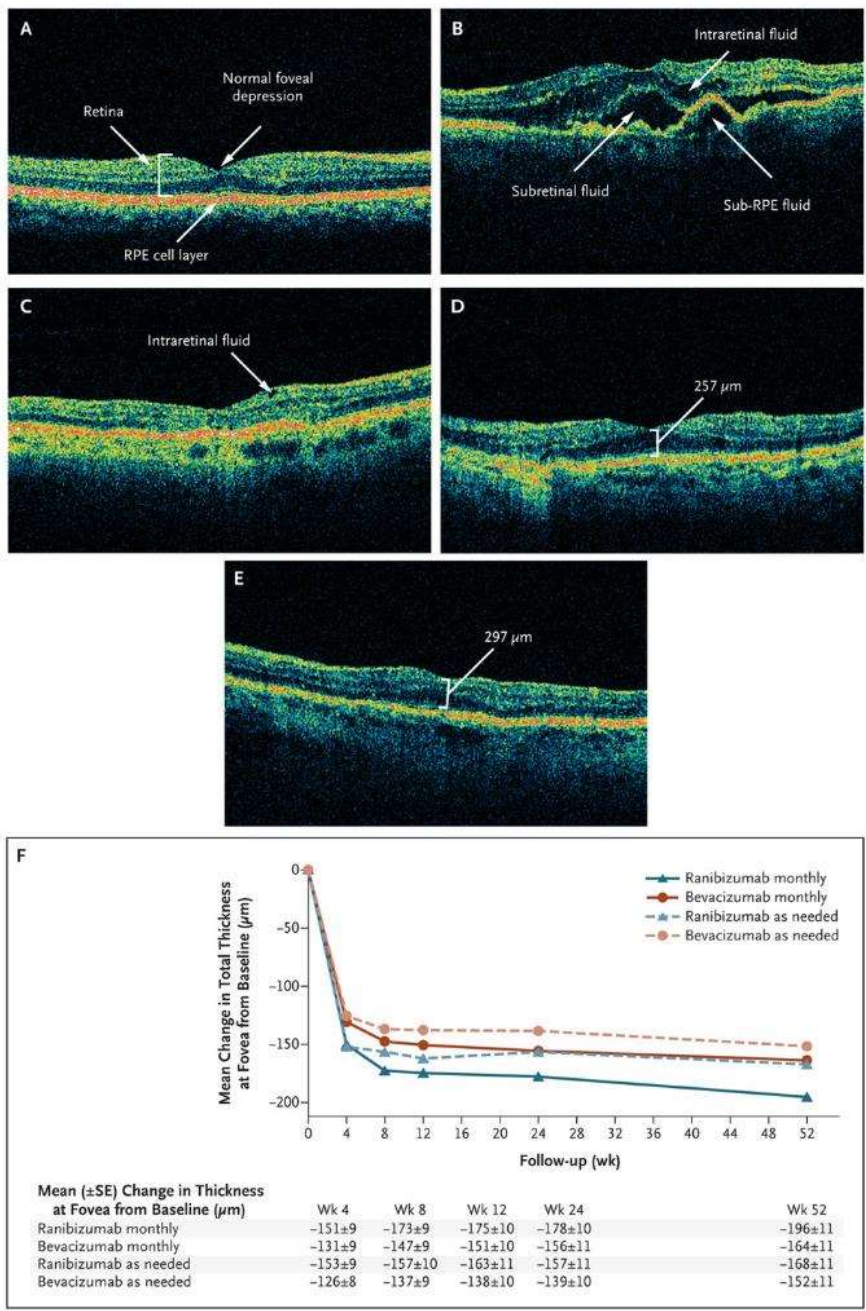 A
Normal foveal
depression
Retina
RPE cell layer
B
Intraretinal fluid
Subretinal fluid
Sub-RPE fluid
C
Intraretinal fluid
D
257 µm
E
297 µm
F
Mean Change in Total Thickness
at Fovea from Baseline (µm)
0
−50
−100
−150
−200
Ranibizumab monthly
Bevacizumab monthly
Ranibizumab as needed
Bevacizumab as needed
0 4 8 12 16 20 24 28 32 36 40 44 48 52
Follow-up (wk)
Mean (±SE) Change in Thickness
at Fovea from Baseline (µm) Wk 4 Wk 8 Wk 12 Wk 24 Wk 52
Ranibizumab monthly −151±9 −173±9 −175±10 −178±10 −196±11
Bevacizumab monthly −131±9 −147±9 −151±10 −156±11 −164±11
Ranibizumab as needed −153±9 −157±10 −163±11 −157±11 −168±11
Bevacizumab as needed −126±8 −137±9 −138±10 −139±10 −152±11